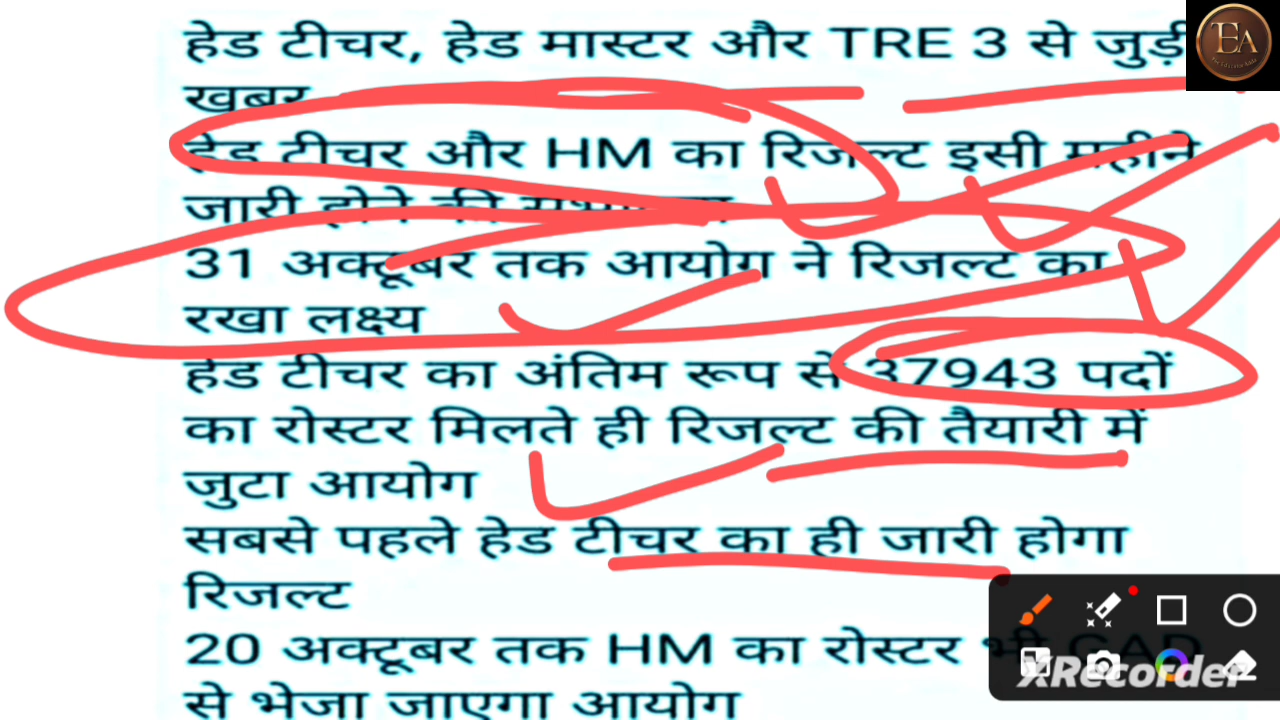 हेड टीचर, हेड मास्टर और TRE 3 से जुड़ी
खबर
हेड टीचर और HM का रिजल्ट इसी महीने
जारी होने की
31 अक्टूबर तक आयोग ने रिजल्ट का
रखा लक्ष्य
हेड टीचर का अंतिम रूप से 37943 पदों
का रोस्टर मिलते ही रिजल्ट की तैयारी में
जुटा आयोग
सबसे पहले हेड टीचर का ही जारी होगा
रिजल्ट
20 अक्टूबर तक HM का रोस्टर भी GAD
से भेजा जाएगा आयोग
TEA
XRecorder